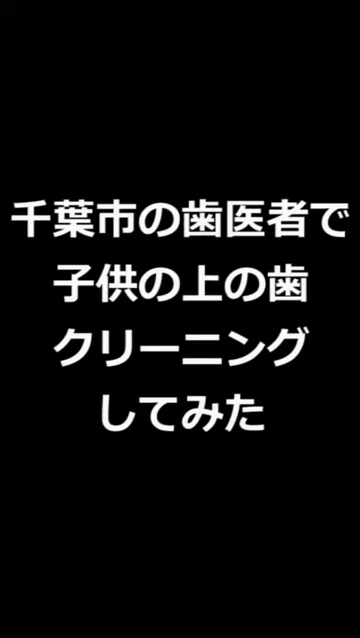 千葉市の歯医者で
子供の上の歯
クリーニング
してみた